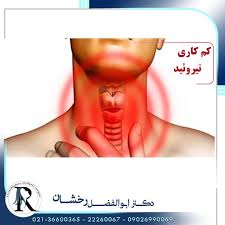 کم کاری
تیروئید
دکتر ابوالفضل رخشان
021-36600365 - 22260067 - 09026990069